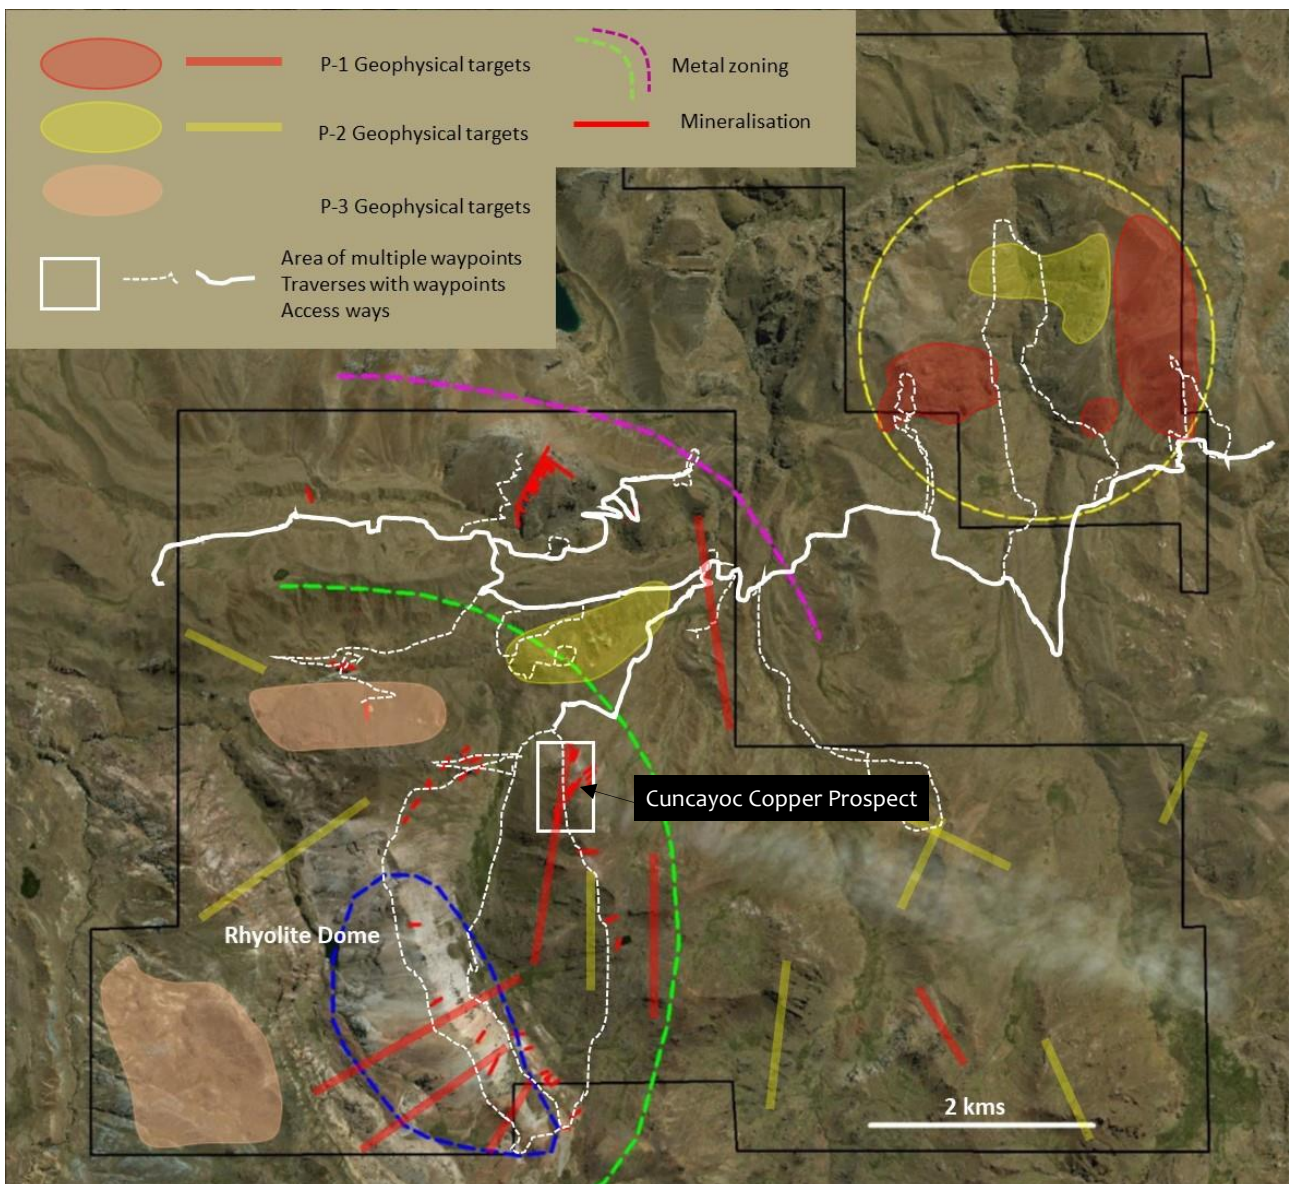 P-1 Geophysical targets
P-2 Geophysical targets
P-3 Geophysical targets
Area of multiple waypoints
Traverses with waypoints
Access ways
Metal zoning
Mineralisation
Cuncayoc Copper Prospect
Rhyolite Dome
2 kms